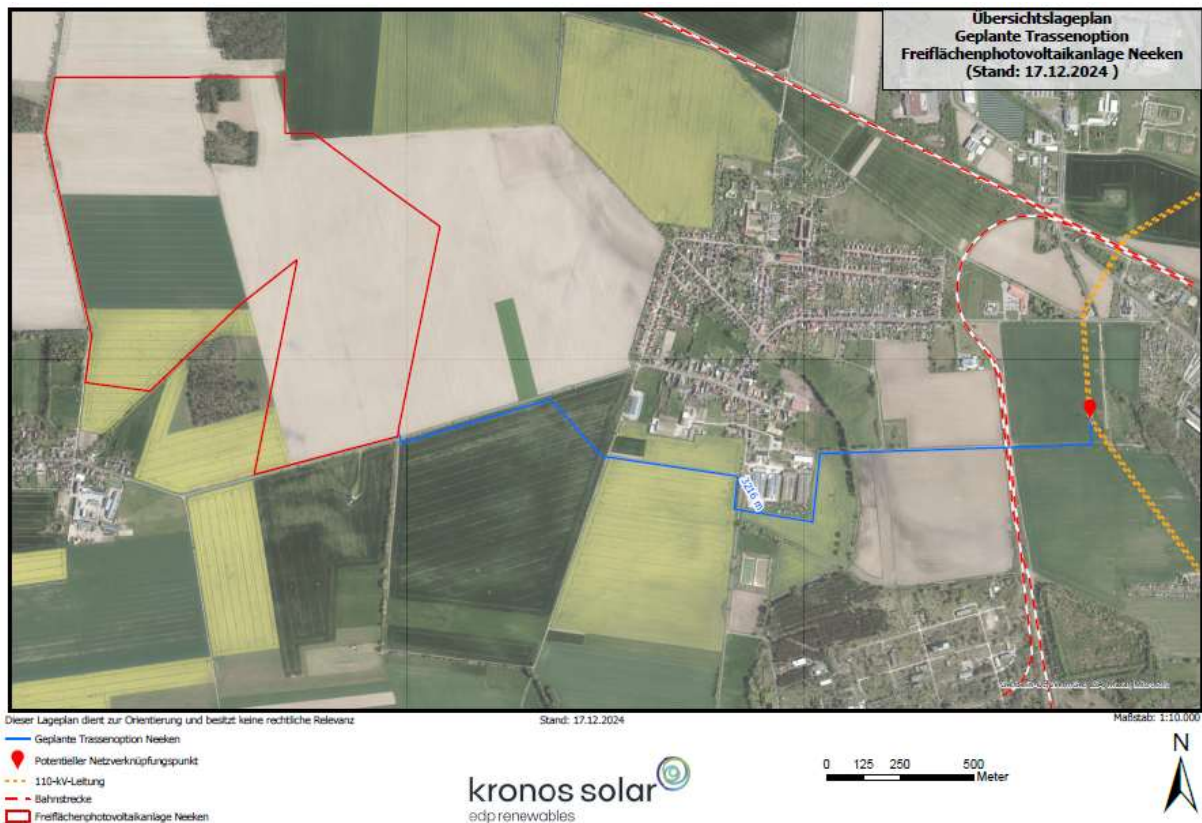 Übersichtslageplan
Geplante Trassenoption
Freiflächenphotovoltaikanlage Neeken
(Stand: 17.12.2024 )
3216 m
Dieser Lageplan dient zur Orientierung und besitzt keine rechtliche Relevanz
Stand: 17.12.2024
Maßstab: 1:10.000
Geplante Trassenoption Neeken
Potentieller Netzverknüpfungspunkt
110-kV-Leitung
Bahnstrecke
Freiflächenphotovoltaikanlage Neeken
kronos solar
edp renewables
0 125 250 500
Meter
N